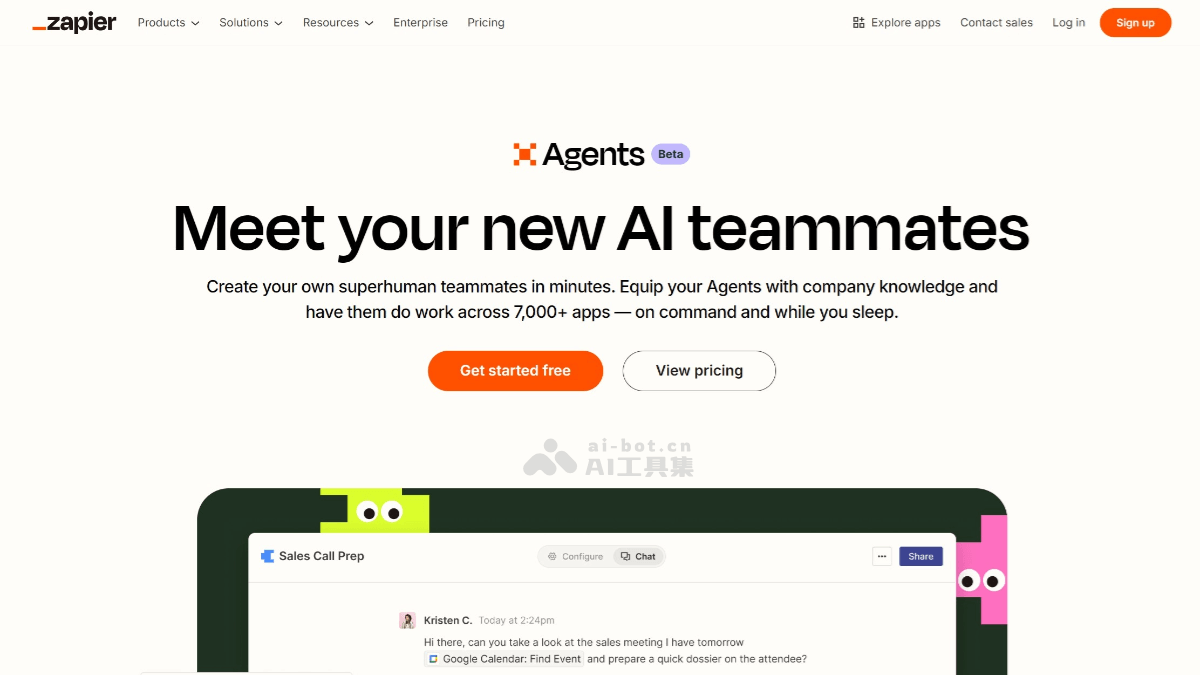 zapier
Products
Solutions
Resources
Enterprise
Pricing
Explore apps
Contact sales
Log in
Sign up
Agents
Beta
Meet your new AI teammates
Create your own superhuman teammates in minutes. Equip your Agents with company knowledge and
have them do work across 7,000+ apps — on command and while you sleep.
Get started free
View pricing
ai-bot.cn
AI工具集
Sales Call Prep
Configure
Chat
Share
Kristen C. Today at 2:24pm
Hi there, can you take a look at the sales meeting I have tomorrow
Google Calendar: Find Event and prepare a quick dossier on the attendee?